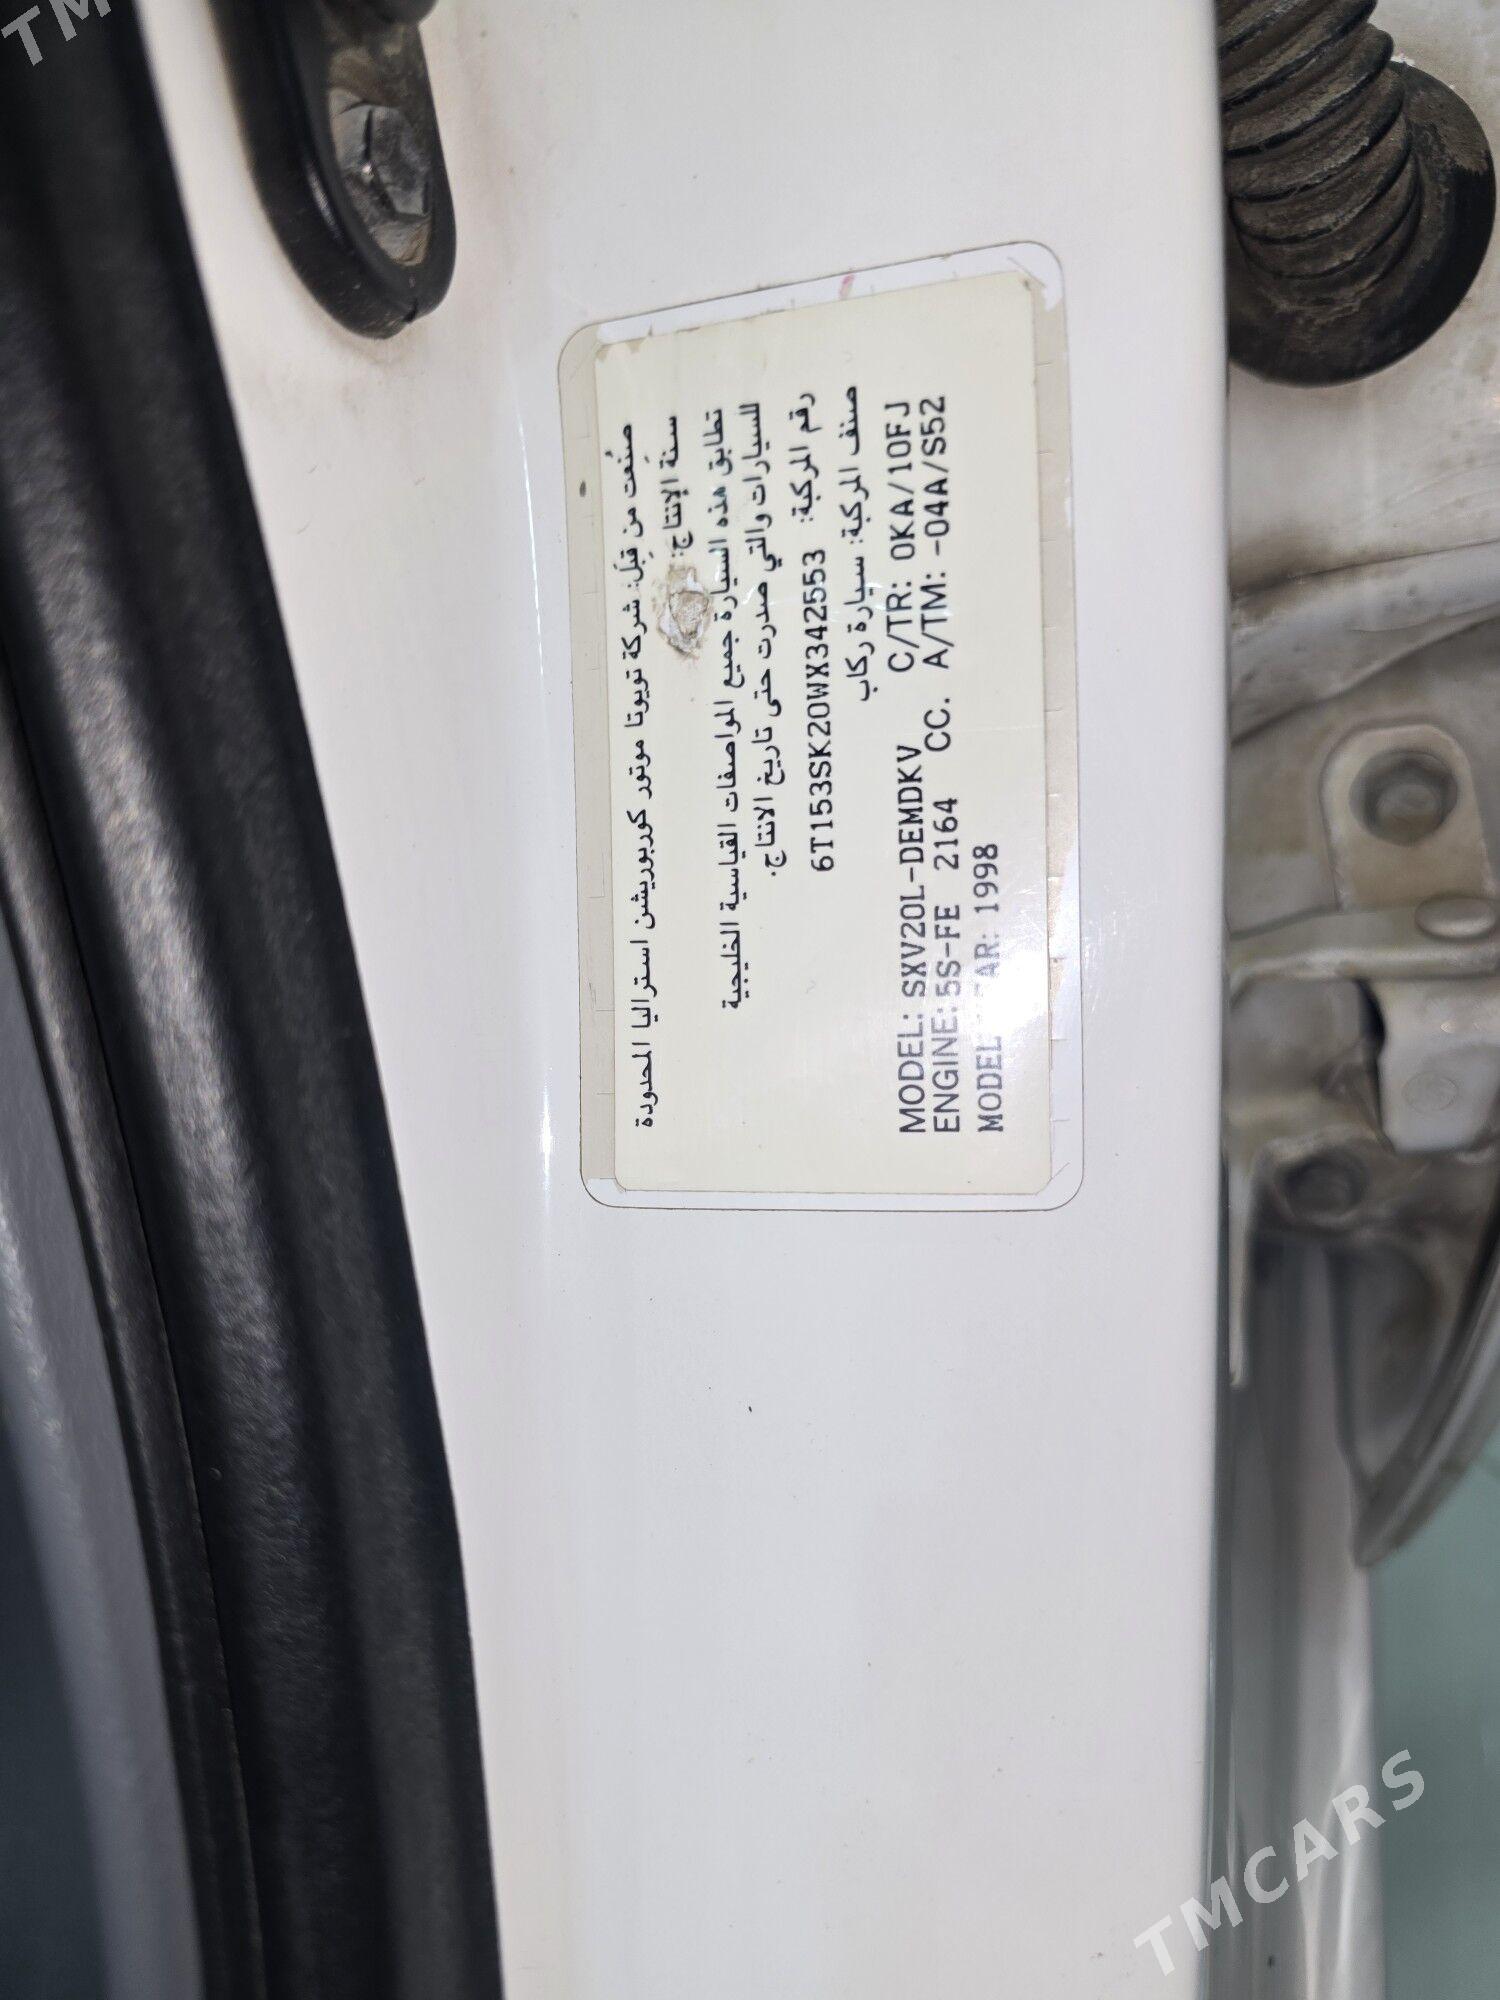 صُنعت من قِبَل: شركة تويوتا موتور كوربوريشن استراليا المحدودة
سنة الإنتاج:
تطابق هذه السيارة جميع المواصفات القياسية الخليجية
للسيارات والتي صدرت حتى تاريخ الانتاج.
رقم المركبة: 6T153SK20WX342553
صنف المركبة: سيارة ركاب
MODEL: SXV20L-DEMDKV C/TR: 0KA/10FJ
ENGINE: 5S-FE 2164 CC. A/TM: -04A/S52
MODEL YEAR: 1998
TMCARS
TM